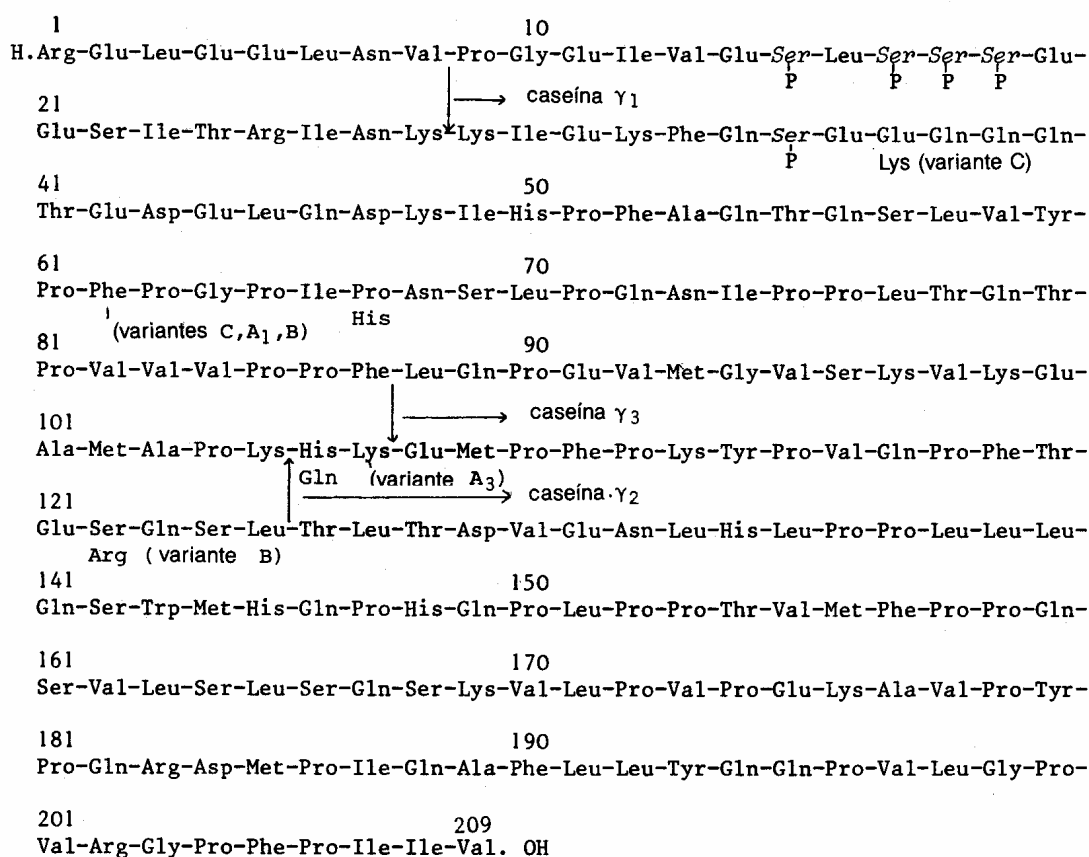 1 10
H.Arg-Glu-Leu-Glu-Glu-Leu-Asn-Val-Pro-Gly-Glu-Ile-Val-Glu-Ser-Leu-Ser-Ser-Ser-Glu-
P P P P
caseína γ1
21
Glu-Ser-Ile-Thr-Arg-Ile-Asn-Lys-Lys-Ile-Glu-Lys-Phe-Gln-Ser-Glu-Glu-Gln-Gln-Gln-
P Lys (variante C)
41 50
Thr-Glu-Asp-Glu-Leu-Gln-Asp-Lys-Ile-His-Pro-Phe-Ala-Gln-Thr-Gln-Ser-Leu-Val-Tyr-
61 70
Pro-Phe-Pro-Gly-Pro-Ile-Pro-Asn-Ser-Leu-Pro-Gln-Asn-Ile-Pro-Pro-Leu-Thr-Gln-Thr-
(variantes C,A1,B) His
81 90
Pro-Val-Val-Val-Pro-Pro-Phe-Leu-Gln-Pro-Glu-Val-Met-Gly-Val-Ser-Lys-Val-Lys-Glu-
caseína γ3
101
Ala-Met-Ala-Pro-Lys-His-Lys-Glu-Met-Pro-Phe-Pro-Lys-Tyr-Pro-Val-Gln-Pro-Phe-Thr-
Gln (variante A3)
caseína γ2
121
Glu-Ser-Gln-Ser-Leu-Thr-Leu-Thr-Asp-Val-Glu-Asn-Leu-His-Leu-Pro-Pro-Leu-Leu-Leu-
Arg (variante B)
141 150
Gln-Ser-Trp-Met-His-Gln-Pro-His-Gln-Pro-Leu-Pro-Pro-Thr-Val-Met-Phe-Pro-Pro-Gln-
161 170
Ser-Val-Leu-Ser-Leu-Ser-Gln-Ser-Lys-Val-Leu-Pro-Val-Pro-Glu-Lys-Ala-Val-Pro-Tyr-
181 190
Pro-Gln-Arg-Asp-Met-Pro-Ile-Gln-Ala-Phe-Leu-Leu-Tyr-Gln-Gln-Pro-Val-Leu-Gly-Pro-
201 209
Val-Arg-Gly-Pro-Phe-Pro-Ile-Ile-Val. OH